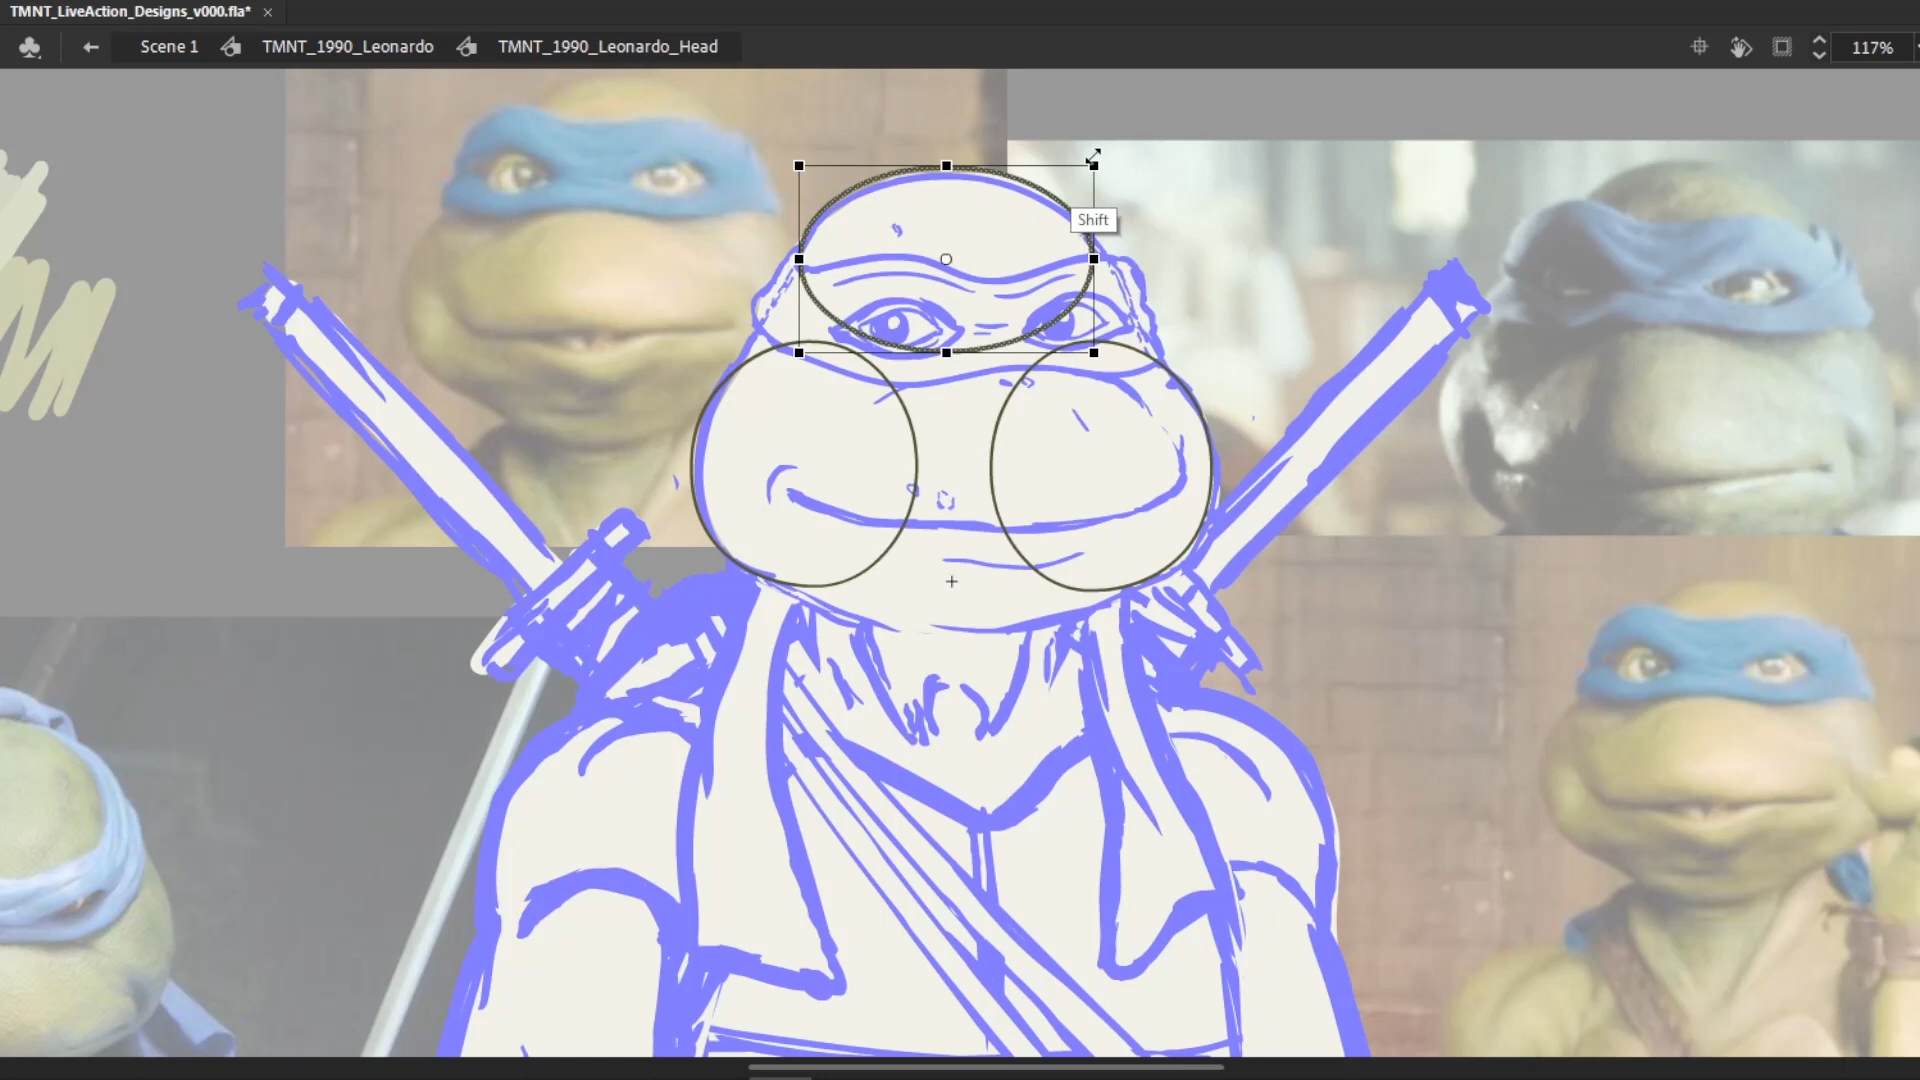 TMNT_LiveAction_Designs_v000.fla*
Scene 1 TMNT_1990_Leonardo TMNT_1990_Leonardo_Head 117%
Shift